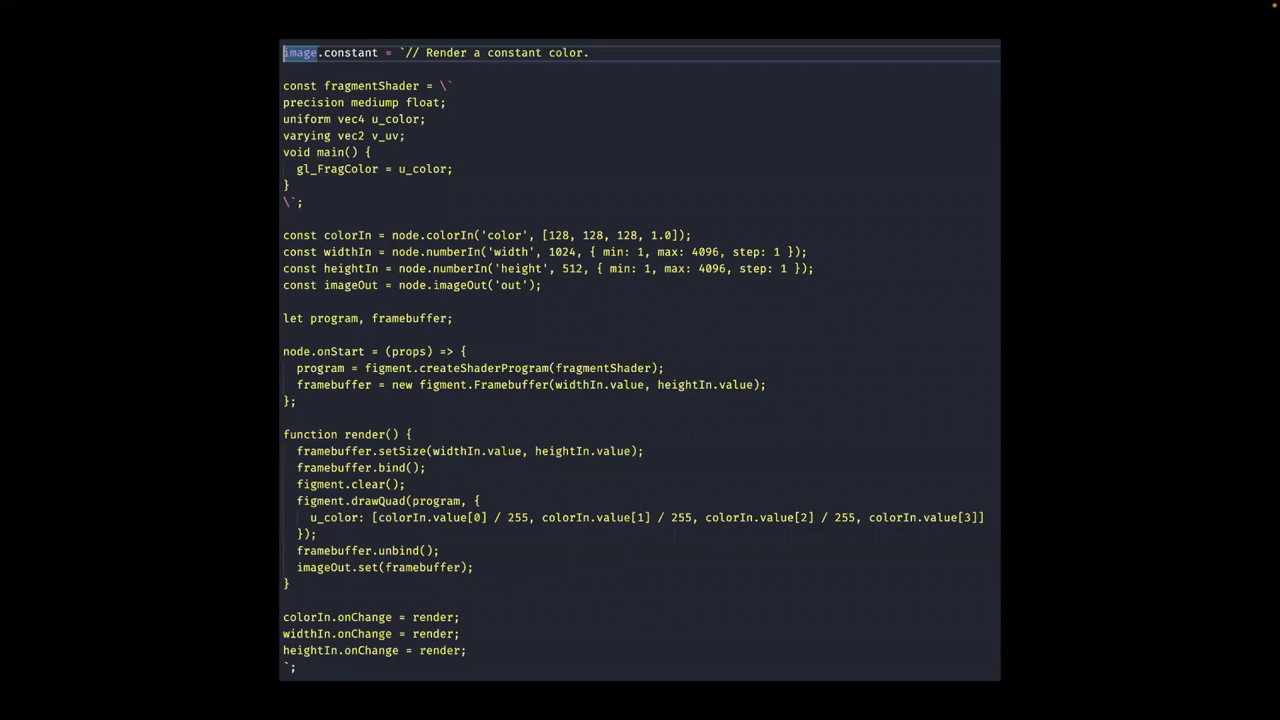 image.constant = `// Render a constant color.
const fragmentShader = \`
precision mediump float;
uniform vec4 u_color;
varying vec2 v_uv;
void main() {
  gl_FragColor = u_color;
}
\`;
const colorIn = node.colorIn('color', [128, 128, 128, 1.0]);
const widthIn = node.numberIn('width', 1024, { min: 1, max: 4096, step: 1 });
const heightIn = node.numberIn('height', 512, { min: 1, max: 4096, step: 1 });
const imageOut = node.imageOut('out');
let program, framebuffer;
node.onStart = (props) => {
  program = figment.createShaderProgram(fragmentShader);
  framebuffer = new figment.Framebuffer(widthIn.value, heightIn.value);
};
function render() {
  framebuffer.setSize(widthIn.value, heightIn.value);
  framebuffer.bind();
  figment.clear();
  figment.drawQuad(program, {
    u_color: [colorIn.value[0] / 255, colorIn.value[1] / 255, colorIn.value[2] / 255, colorIn.value[3]]
  });
  framebuffer.unbind();
  imageOut.set(framebuffer);
}
colorIn.onChange = render;
widthIn.onChange = render;
heightIn.onChange = render;
`;